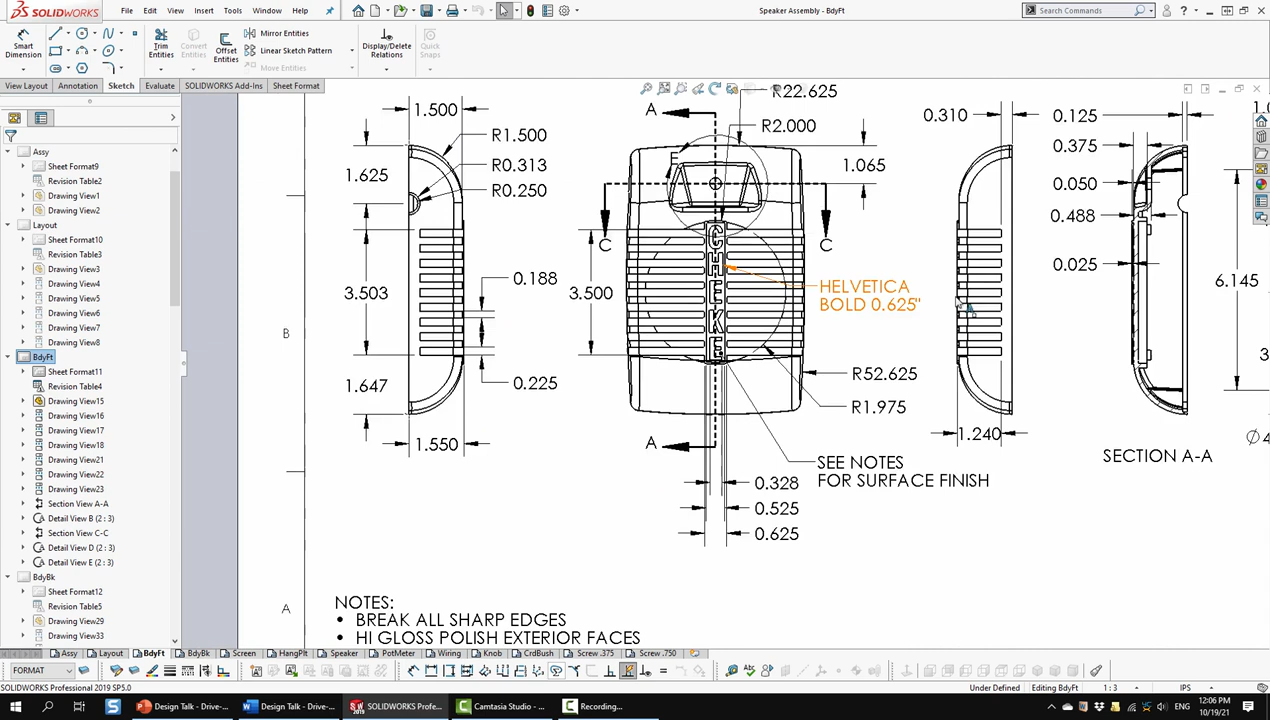 SOLIDWORKS
File Edit View Insert Tools Window Help
Speaker Assembly - BdyFt
Search Commands
Smart Dimension
Trim Entities
Convert Entities
Offset Entities
Mirror Entities
Linear Sketch Pattern
Move Entities
Display/Delete Relations
Quick Snaps
View Layout Annotation Sketch Evaluate SOLIDWORKS Add-Ins Sheet Format
Assy
Sheet Format9
Revision Table2
Drawing View1
Drawing View2
Layout
Sheet Format10
Revision Table3
Drawing View3
Drawing View4
Drawing View5
Drawing View6
Drawing View7
Drawing View8
BdyFt
Sheet Format11
Revision Table4
Drawing View15
Drawing View16
Drawing View17
Drawing View18
Drawing View21
Drawing View22
Drawing View23
Section View A-A
Detail View B (2 : 3)
Section View C-C
Detail View D (2 : 3)
Detail View E (2 : 3)
BdyBk
Sheet Format12
Revision Table5
Drawing View29
Drawing View33
B
A
1.500
R1.500
R0.313
R0.250
1.625
3.503
0.188
1.647
0.225
1.550
R22.625
R2.000
A
E
1.065
C
C
CHEKE
3.500
HELVETICA
BOLD 0.625"
R52.625
R1.975
A
SEE NOTES
FOR SURFACE FINISH
0.328
0.525
0.625
0.310
1.240
0.125
0.375
0.050
0.488
0.025
6.145
SECTION A-A
NOTES:
• BREAK ALL SHARP EDGES
• HI GLOSS POLISH EXTERIOR FACES
Assy Layout BdyFt BdyBk Screen HangPlt Speaker PotMeter Wiring Knob CrdBush Screw .375 Screw .750
FORMAT
SOLIDWORKS Professional 2019 SP5.0
Under Defined Editing BdyFt 1 : 3 IPS
Design Talk - Drive-...
Design Talk - Drive-...
SOLIDWORKS Profe...
Camtasia Studio - ...
Recording...
12:06 PM
10/19/21